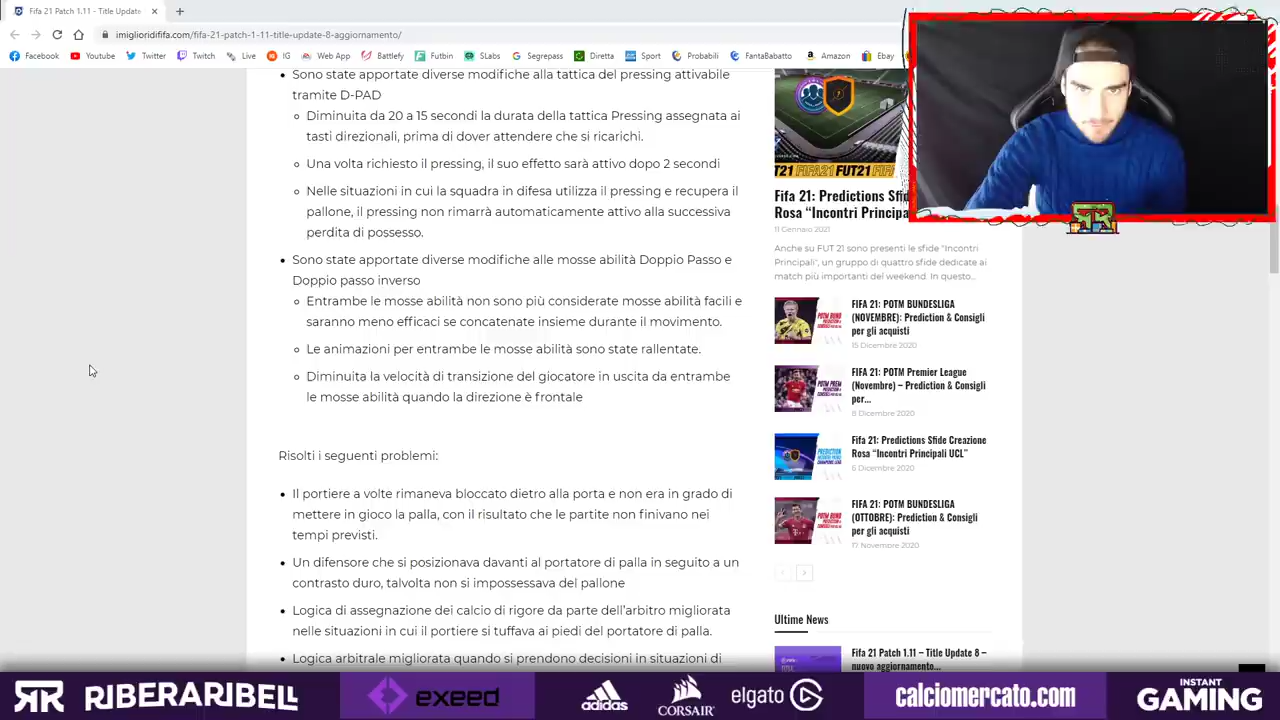 Fifa 21 Patch 1.11 - Title Update
imiglioridifa.com/fifa-21-patch-1-11-title-update-8-aggiornamento/
Facebook Youtube Twitter Twitch Live IG Web App Gallery Futbin SLabs Segrepass Diretta Sport Probabili FantaBabatto Amazon Ebay
Sono state apportate diverse modifiche alla tattica del pressing attivabile
tramite D-PAD
Diminuita da 20 a 15 secondi la durata della tattica Pressing assegnata ai
tasti direzionali, prima di dover attendere che si ricarichi.
Una volta richiesto il pressing, il suo effetto sarà attivo dopo 2 secondi
Nelle situazioni in cui la squadra in difesa utilizza il pressing e recupera il
pallone, il pressing non rimarrà automaticamente attivo alla successiva
perdita di possesso.
Sono state apportate diverse modifiche alle mosse abilità Doppio Passo e
Doppio passo inverso
Entrambe le mosse abilità non sono più considerate mosse abilità facili e
saranno meno efficaci se concatenate insieme durante il movimento.
Le animazioni per entrambe le mosse abilità sono state rallentate.
Diminuita la velocità di transizione del giocatore in uscita da entrambe
le mosse abilità quando la direzione è frontale
Risolti i seguenti problemi:
Il portiere a volte rimaneva bloccato dietro alla porta e non era in grado di
mettere in gioco la palla, con il risultato che le partite non finivano nei
tempi previsti.
Un difensore che si posizionava davanti al portatore di palla in seguito a un
contrasto duro, talvolta non si impossessava del pallone
Logica di assegnazione dei calcio di rigore da parte dell'arbitro migliorata
nelle situazioni in cui il portiere si tuffava ai piedi del portatore di palla.
Logica arbitrale migliorata quando si prendono decisioni in situazioni di
T21 FIFA21 FUT21 FIF
Fifa 21: Predictions Sfid
Rosa “Incontri Principa
11 Gennaio 2021
Anche su FUT 21 sono presenti le sfide "Incontri
Principali", un gruppo di quattro sfide dedicate ai
match più importanti del weekend. In questo...
FIFA 21: POTM BUNDESLIGA
(NOVEMBRE): Prediction & Consigli
per gli acquisti
15 Dicembre 2020
FIFA 21: POTM Premier League
(Novembre) – Prediction & Consigli
per...
8 Dicembre 2020
Fifa 21: Predictions Sfide Creazione
Rosa “Incontri Principali UCL”
6 Dicembre 2020
FIFA 21: POTM BUNDESLIGA
(OTTOBRE): Prediction & Consigli
per gli acquisti
17 Novembre 2020
Ultime News
Fifa 21 Patch 1.11 – Title Update 8 –
nuovo aggiornamento...
RR RIBERARIBELL exeed adidas CORSAIR elgato calciomercato.com INSTANT
GAMING